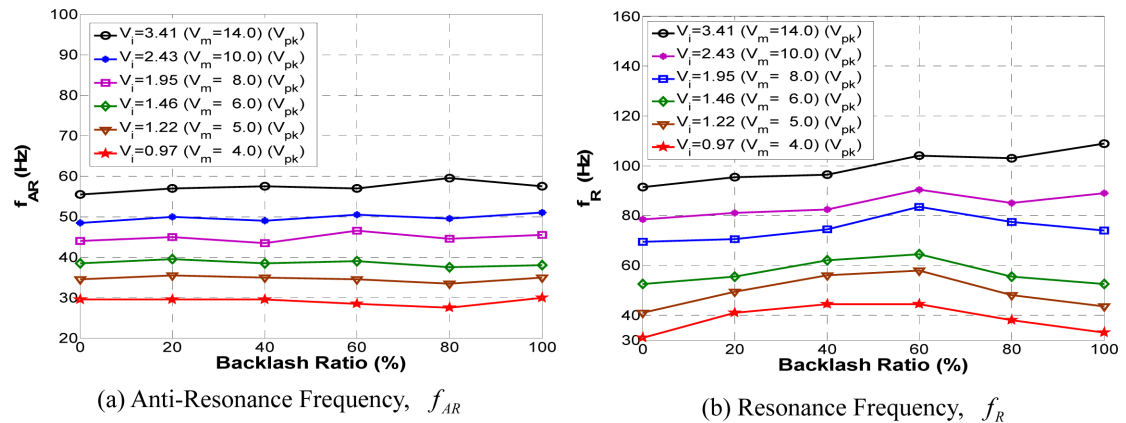 100
90
80
70
60
50
40
30
20
f_AR (Hz)
V_i=3.41 (V_m=14.0) (V_pk)
V_i=2.43 (V_m=10.0) (V_pk)
V_i=1.95 (V_m= 8.0) (V_pk)
V_i=1.46 (V_m= 6.0) (V_pk)
V_i=1.22 (V_m= 5.0) (V_pk)
V_i=0.97 (V_m= 4.0) (V_pk)
0 20 40 60 80 100
Backlash Ratio (%)
(a) Anti-Resonance Frequency, f_AR
160
140
120
100
80
60
40
30
f_R (Hz)
V_i=3.41 (V_m=14.0) (V_pk)
V_i=2.43 (V_m=10.0) (V_pk)
V_i=1.95 (V_m= 8.0) (V_pk)
V_i=1.46 (V_m= 6.0) (V_pk)
V_i=1.22 (V_m= 5.0) (V_pk)
V_i=0.97 (V_m= 4.0) (V_pk)
0 20 40 60 80 100
Backlash Ratio (%)
(b) Resonance Frequency, f_R